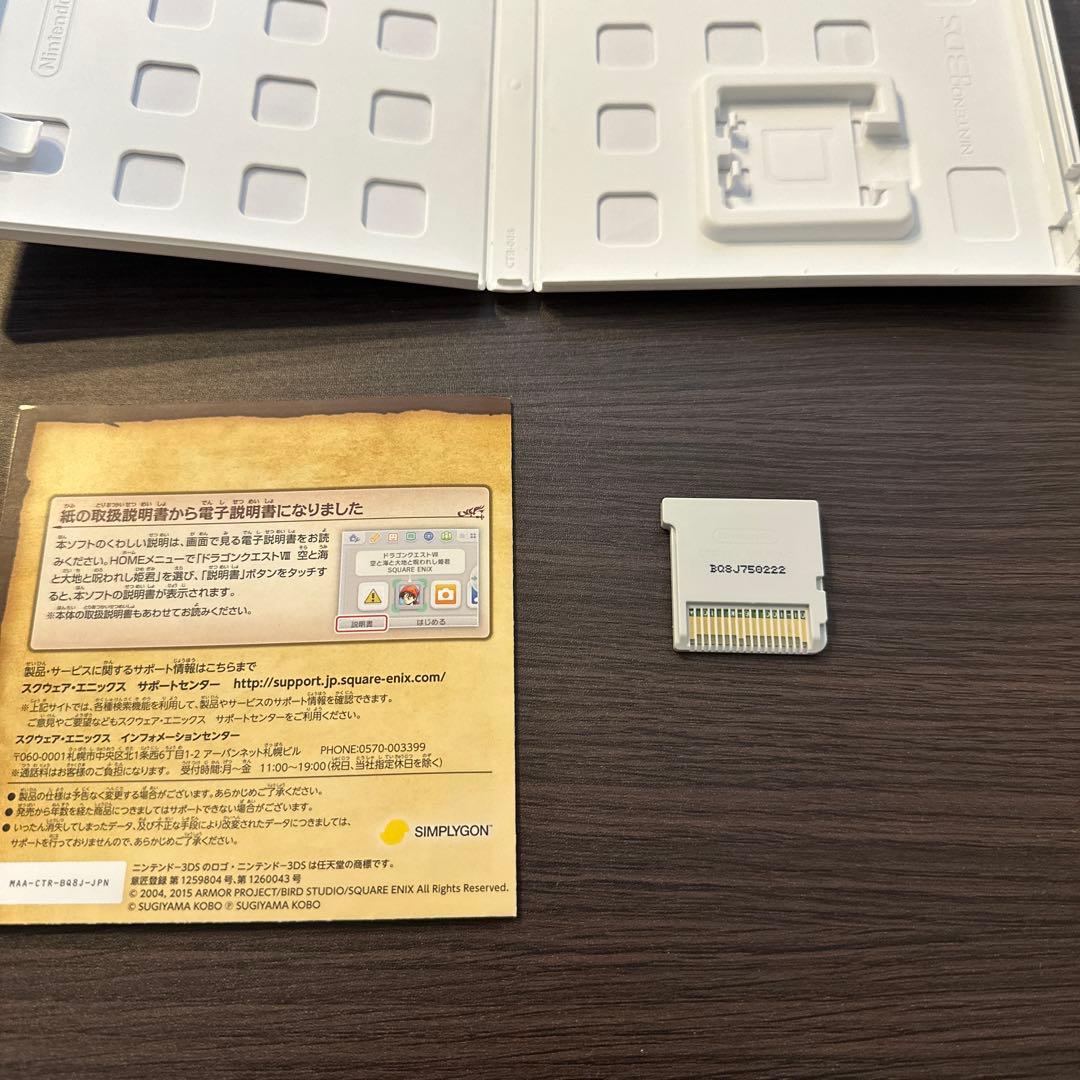 Nintendo
NINTENDO 3DS
CTR-005
紙の取扱説明書から電子説明書になりました
本ソフトのくわしい説明は、画面で見る電子説明書をお読
みください。HOMEメニューで「ドラゴンクエストⅧ 空と海
と大地と呪われし姫君」を選び、「説明書」ボタンをタッチす
ると、本ソフトの説明が表示されます。
※本体の取扱説明書もあわせてお読みください。
ドラゴンクエストⅧ
空と海と大地と呪われし姫君
SQUARE ENIX
説明書
はじめる
製品・サービスに関するサポート情報はこちらまで
スクウェア・エニックス サポートセンター http://support.jp.square-enix.com/
※上記サイトでは、各種検索機能を利用して、製品やサービスのサポート情報を確認できます。
ご意見やご要望などもスクウェア・エニックス サポートセンターをご利用ください。
スクウェア・エニックス インフォメーションセンター
〒060-0001札幌市中央区北1条西6丁目1-2 アーバンネット札幌ビル PHONE:0570-003399
※通話料はお客様のご負担になります。 受付時間:月～金 11:00～19:00(祝日、当社指定休日を除く)
● 製品の仕様は予告なく変更する場合がございます。あらかじめご了承ください。
● 発売から年数を経た商品につきましてはサポートできない場合がございます。
● いったん消失してしまったデータ、及び不正な手段により改変されたデータにつきましては、
サポートを行っておりませんので、あらかじめご了承ください。
SIMPLYGON
MAA-CTR-BQ8J-JPN
ニンテンドー3DS のロゴ・ニンテンドー3DS は任天堂の商標です。
意匠登録 第 1259804 号、第 1260043 号
© 2004, 2015 ARMOR PROJECT/BIRD STUDIO/SQUARE ENIX All Rights Reserved.
© SUGIYAMA KOBO ℗ SUGIYAMA KOBO
BQ8J750222